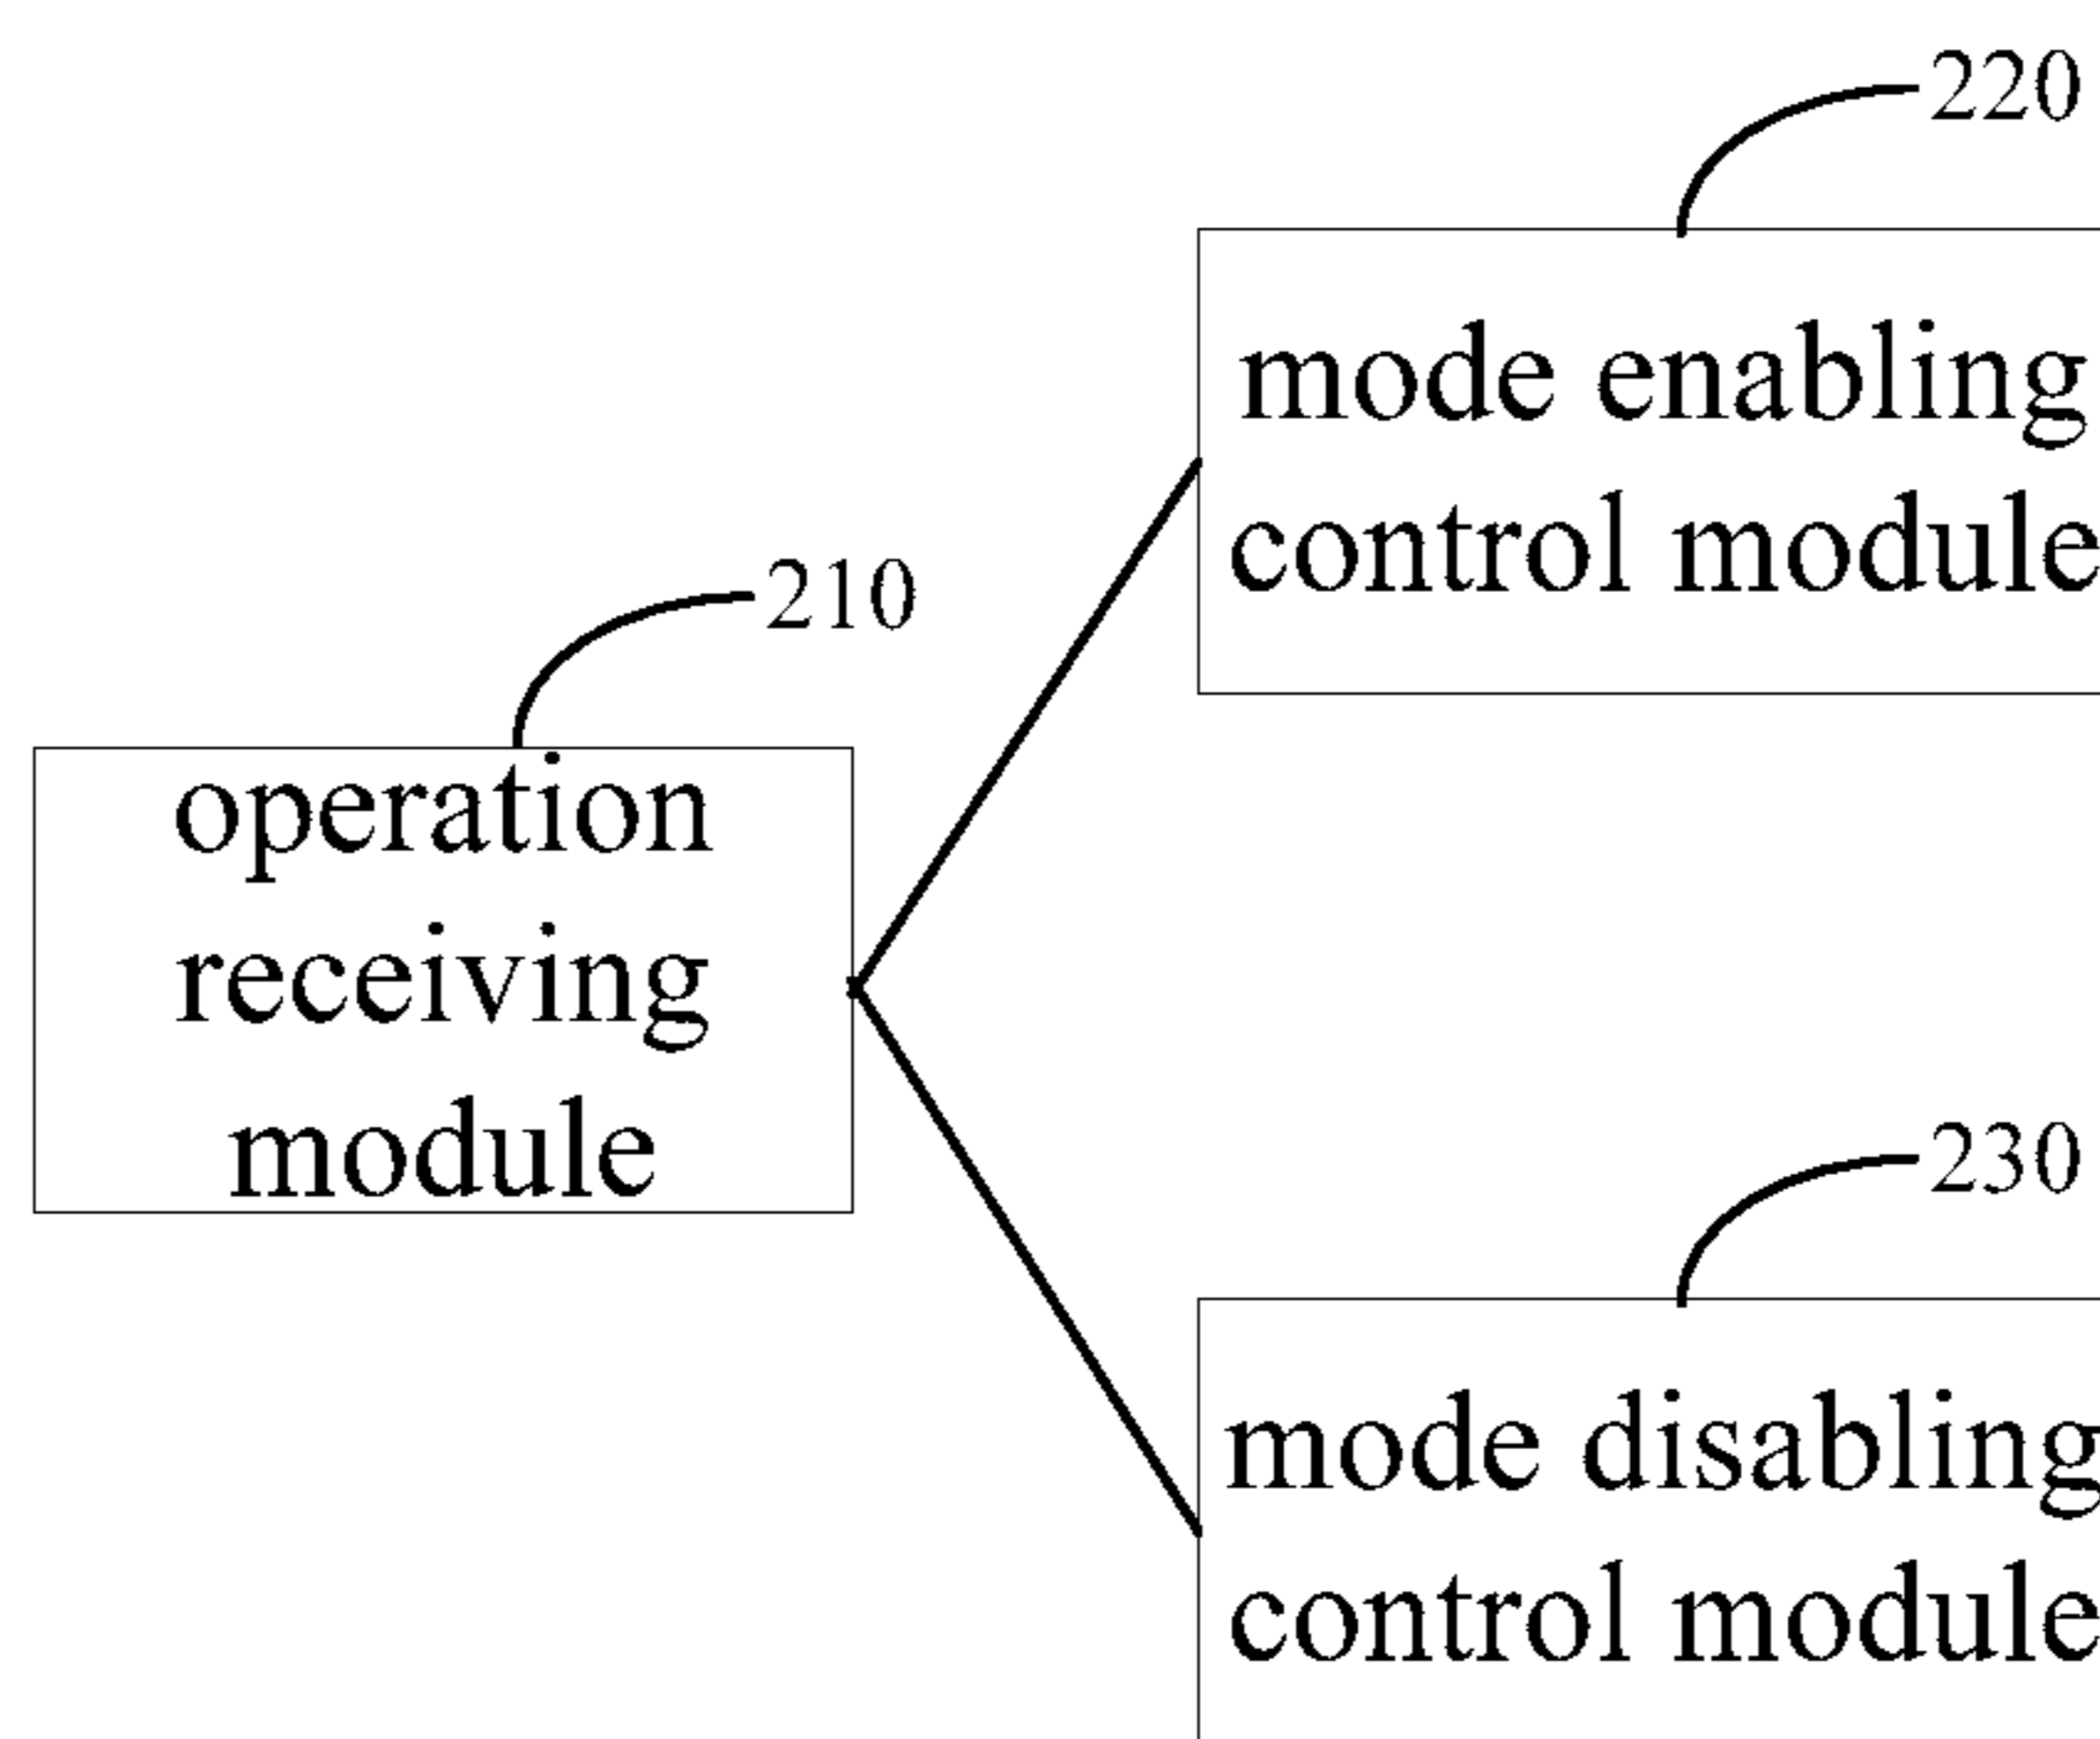 220
mode enabling
control module
210
operation
receiving
module
230
mode disabling
control module